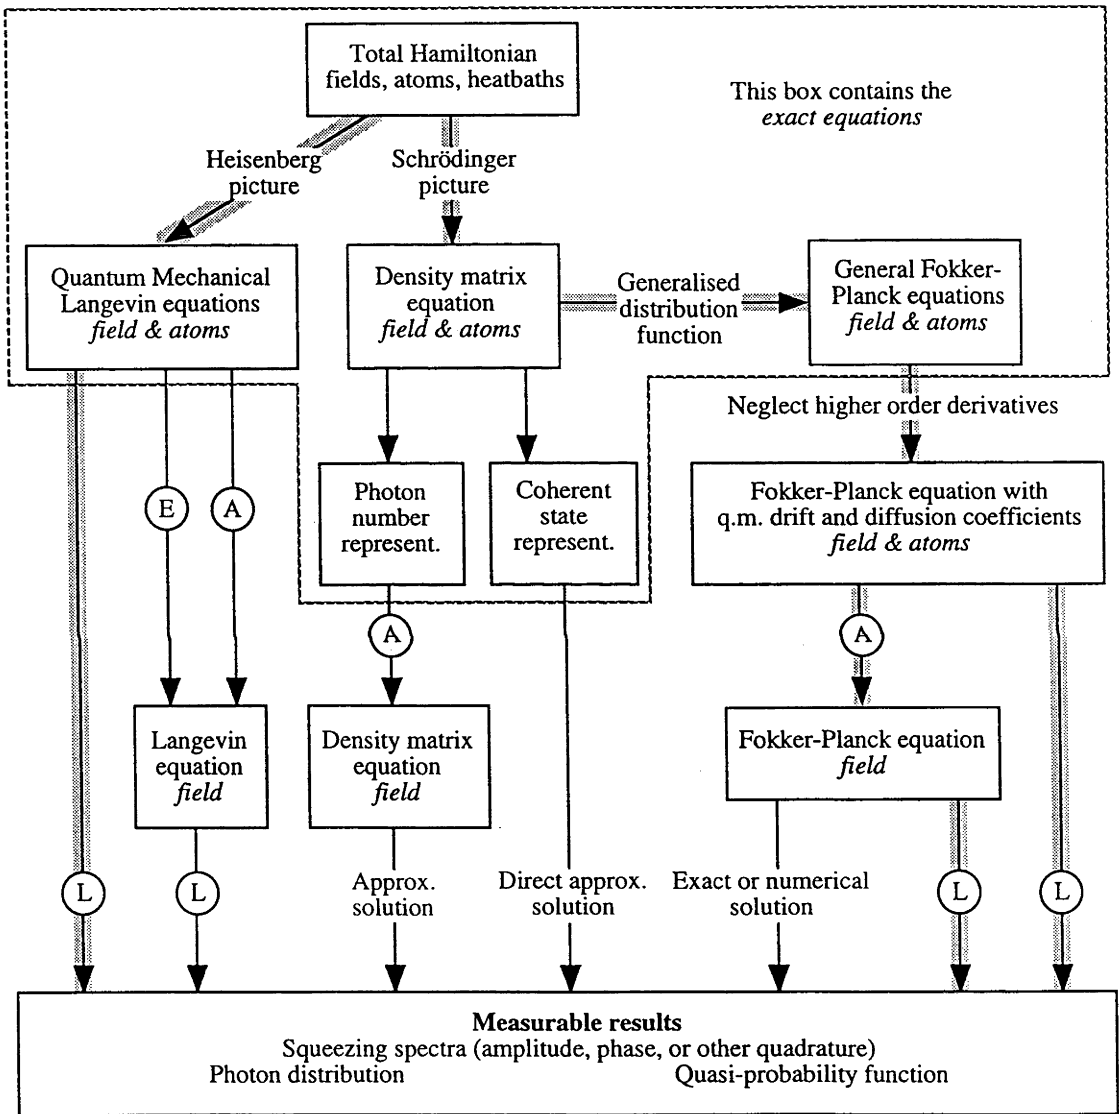 Total Hamiltonian
fields, atoms, heatbaths
This box contains the
exact equations
Heisenberg
picture
Schrödinger
picture
Quantum Mechanical
Langevin equations
field & atoms
Density matrix
equation
field & atoms
Generalised
distribution
function
General Fokker-
Planck equations
field & atoms
Neglect higher order derivatives
E
A
Photon
number
represent.
Coherent
state
represent.
Fokker-Planck equation with
q.m. drift and diffusion coefficients
field & atoms
A
A
Langevin
equation
field
Density matrix
equation
field
Fokker-Planck equation
field
L
L
Approx.
solution
Direct approx.
solution
Exact or numerical
solution
L
L
Measurable results
Squeezing spectra (amplitude, phase, or other quadrature)
Photon distribution
Quasi-probability function